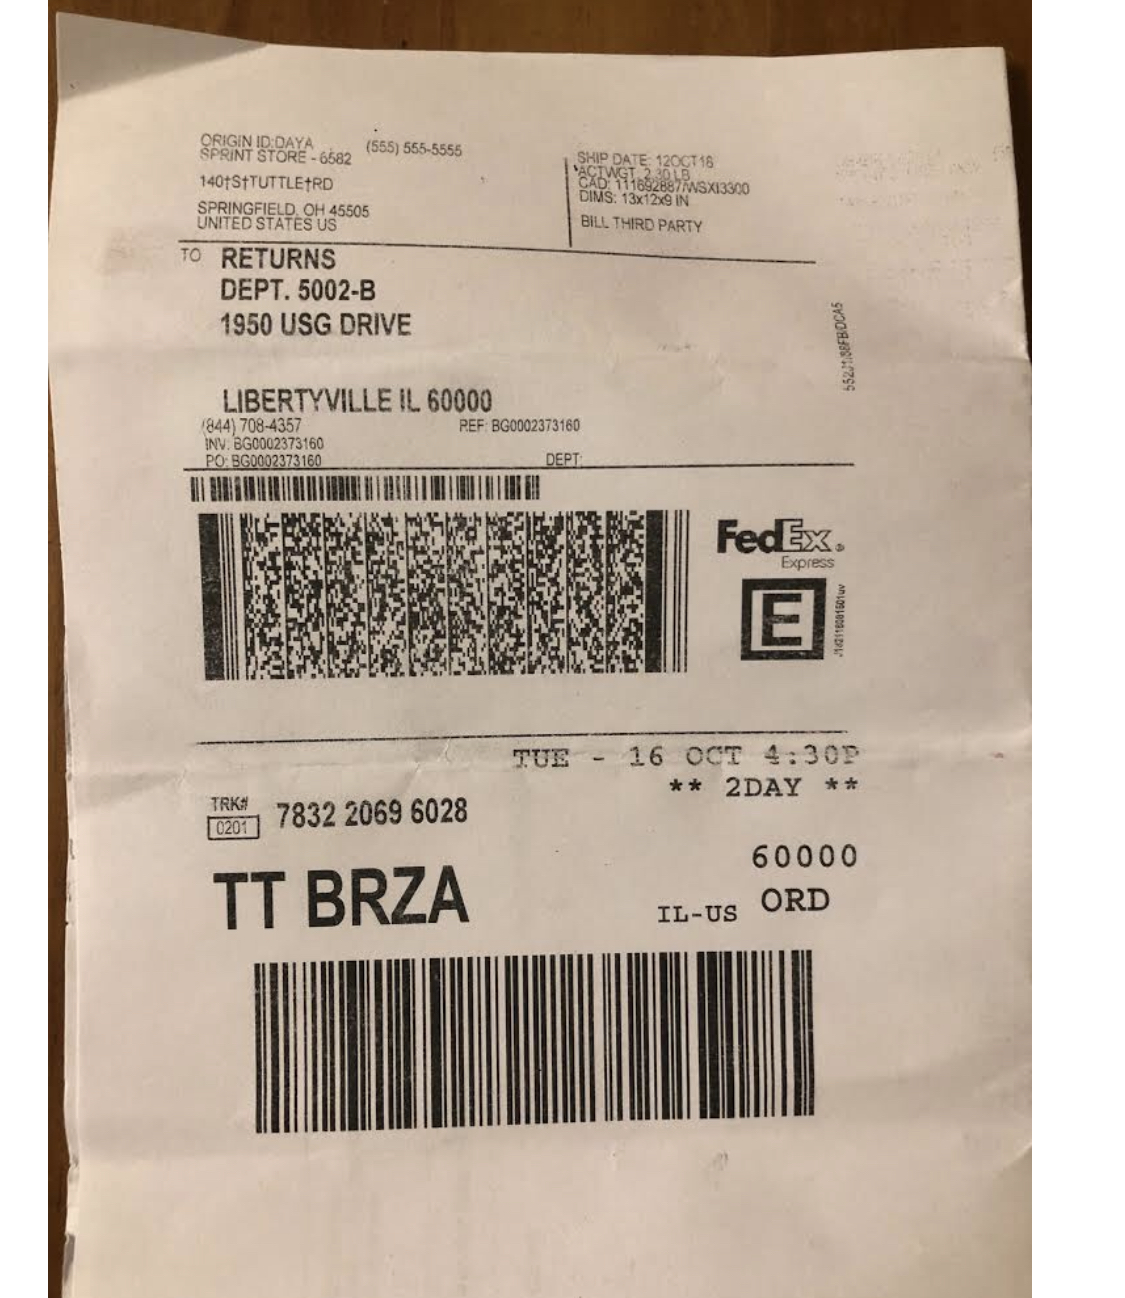 ORIGIN ID:DAYA (555) 555-5555
SPRINT STORE - 6582
140†S†TUTTLE†RD
SPRINGFIELD, OH 45505
UNITED STATES US
SHIP DATE: 12OCT18
ACTWGT: 2.30 LB
CAD: 111692887/WSXI3300
DIMS: 13x12x9 IN
BILL THIRD PARTY
TO RETURNS
DEPT. 5002-B
1950 USG DRIVE
LIBERTYVILLE IL 60000
(844) 708-4357 REF: BG0002373160
INV: BG0002373160
PO: BG0002373160 DEPT:
FedEx®
Express
E
TUE - 16 OCT 4:30P
** 2DAY **
TRK#
0201 7832 2069 6028
60000
TT BRZA
IL-US ORD